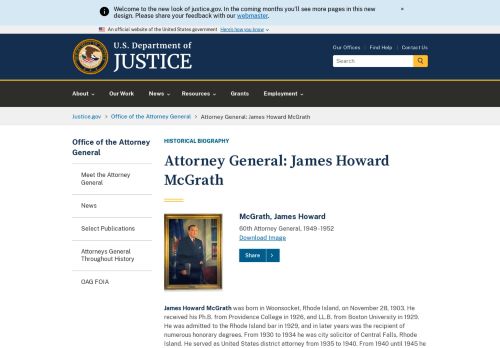 Welcome to the new look of justice.gov. In the coming months you'll see more pages in this new
design. Please share your feedback with our webmaster.
×
An official website of the United States government Here's how you know
U.S. Department of
JUSTICE
Our Offices | Find Help | Contact Us
Search
About
Our Work
News
Resources
Grants
Employment
Justice.gov > Office of the Attorney General > Attorney General: James Howard McGrath
Office of the Attorney
General
Meet the Attorney
General
News
Select Publications
Attorneys General
Throughout History
OAG FOIA
HISTORICAL BIOGRAPHY
Attorney General: James Howard
McGrath
McGrath, James Howard
60th Attorney General, 1949-1952
Download Image
Share >
James Howard McGrath was born in Woonsocket, Rhode Island, on November 28, 1903. He
received his Ph.B. from Providence College in 1926, and LL.B. from Boston University in 1929.
He was admitted to the Rhode Island bar in 1929, and in later years was the recipient of
numerous honorary degrees. From 1930 to 1934 he was city solicitor of Central Falls, Rhode
Island. He served as United States district attorney from 1935 to 1940. From 1940 until 1945 he